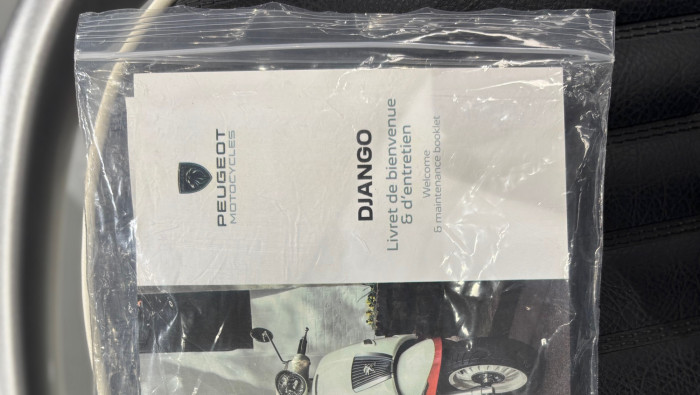 PEUGEOT
MOTOCYCLES
DJANGO
Livret de bienvenue
& d'entretien
Welcome
& maintenance booklet